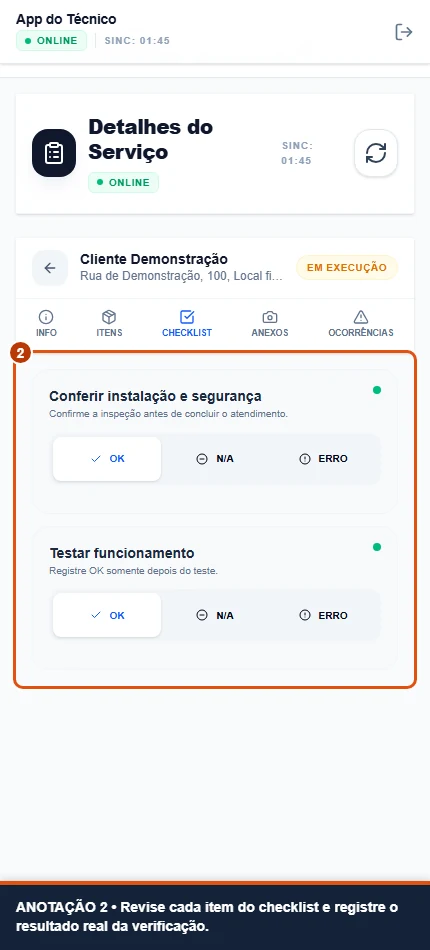 App do Técnico
ONLINE
SINC: 01:45
Detalhes do
Serviço
ONLINE
SINC:
01:45
Cliente Demonstração
Rua de Demonstração, 100, Local fi...
EM EXECUÇÃO
INFO
ITENS
CHECKLIST
ANEXOS
OCORRÊNCIAS
2
Conferir instalação e segurança
Confirme a inspeção antes de concluir o atendimento.
OK
N/A
ERRO
Testar funcionamento
Registre OK somente depois do teste.
OK
N/A
ERRO
ANOTAÇÃO 2 • Revise cada item do checklist e registre o
resultado real da verificação.